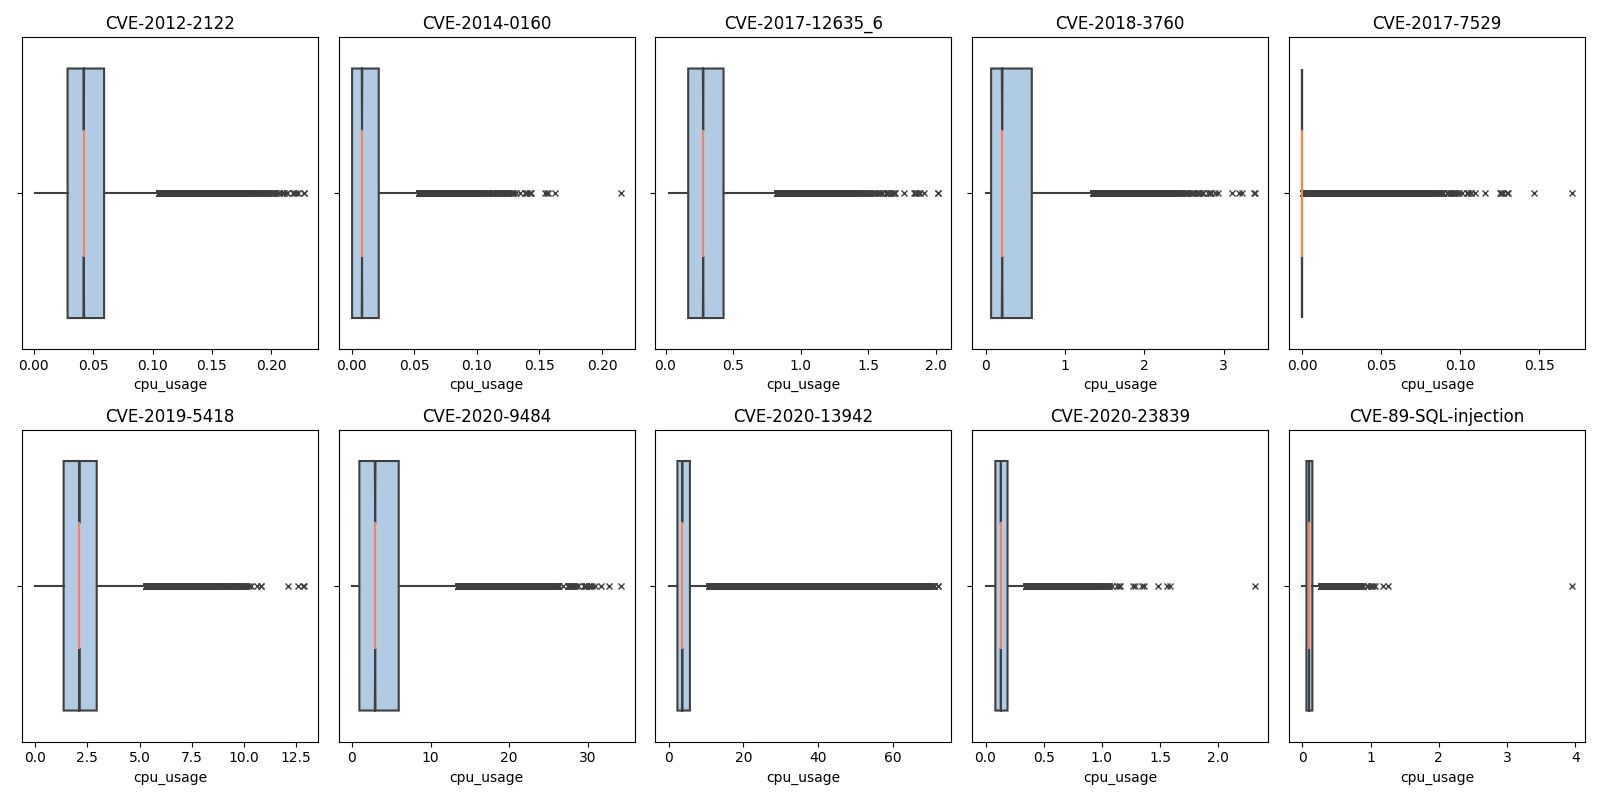 CVE-2012-2122
CVE-2014-0160
CVE-2017-12635_6
CVE-2018-3760
CVE-2017-7529
0.00 0.05 0.10 0.15 0.20
0.00 0.05 0.10 0.15 0.20
0.0 0.5 1.0 1.5 2.0
0 1 2 3
0.00 0.05 0.10 0.15
cpu_usage
cpu_usage
cpu_usage
cpu_usage
cpu_usage
CVE-2019-5418
CVE-2020-9484
CVE-2020-13942
CVE-2020-23839
CVE-89-SQL-injection
0.0 2.5 5.0 7.5 10.0 12.5
0 10 20 30
0 20 40 60
0.0 0.5 1.0 1.5 2.0
0 1 2 3 4
cpu_usage
cpu_usage
cpu_usage
cpu_usage
cpu_usage